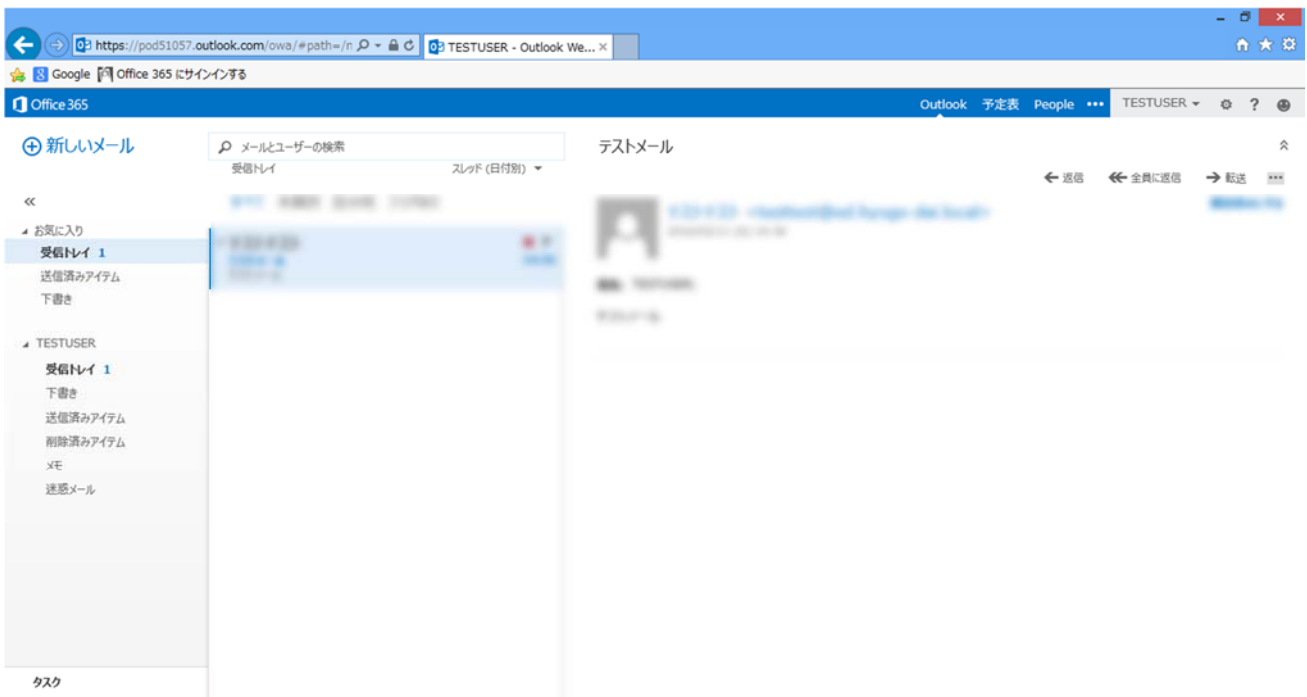 https://pod51057.outlook.com/owa/#path=/n
TESTUSER - Outlook We... ×
Google Office 365 にサインインする
Office 365
Outlook 予定表 People ••• TESTUSER ?
新しいメール
メールとユーザーの検索
受信トレイ スレッド (日付別)
«
お気に入り
受信トレイ 1
送信済みアイテム
下書き
TESTUSER
受信トレイ 1
下書き
送信済みアイテム
削除済みアイテム
メモ
迷惑メール
タスク
テストメール
返信 全員に返信 転送 •••